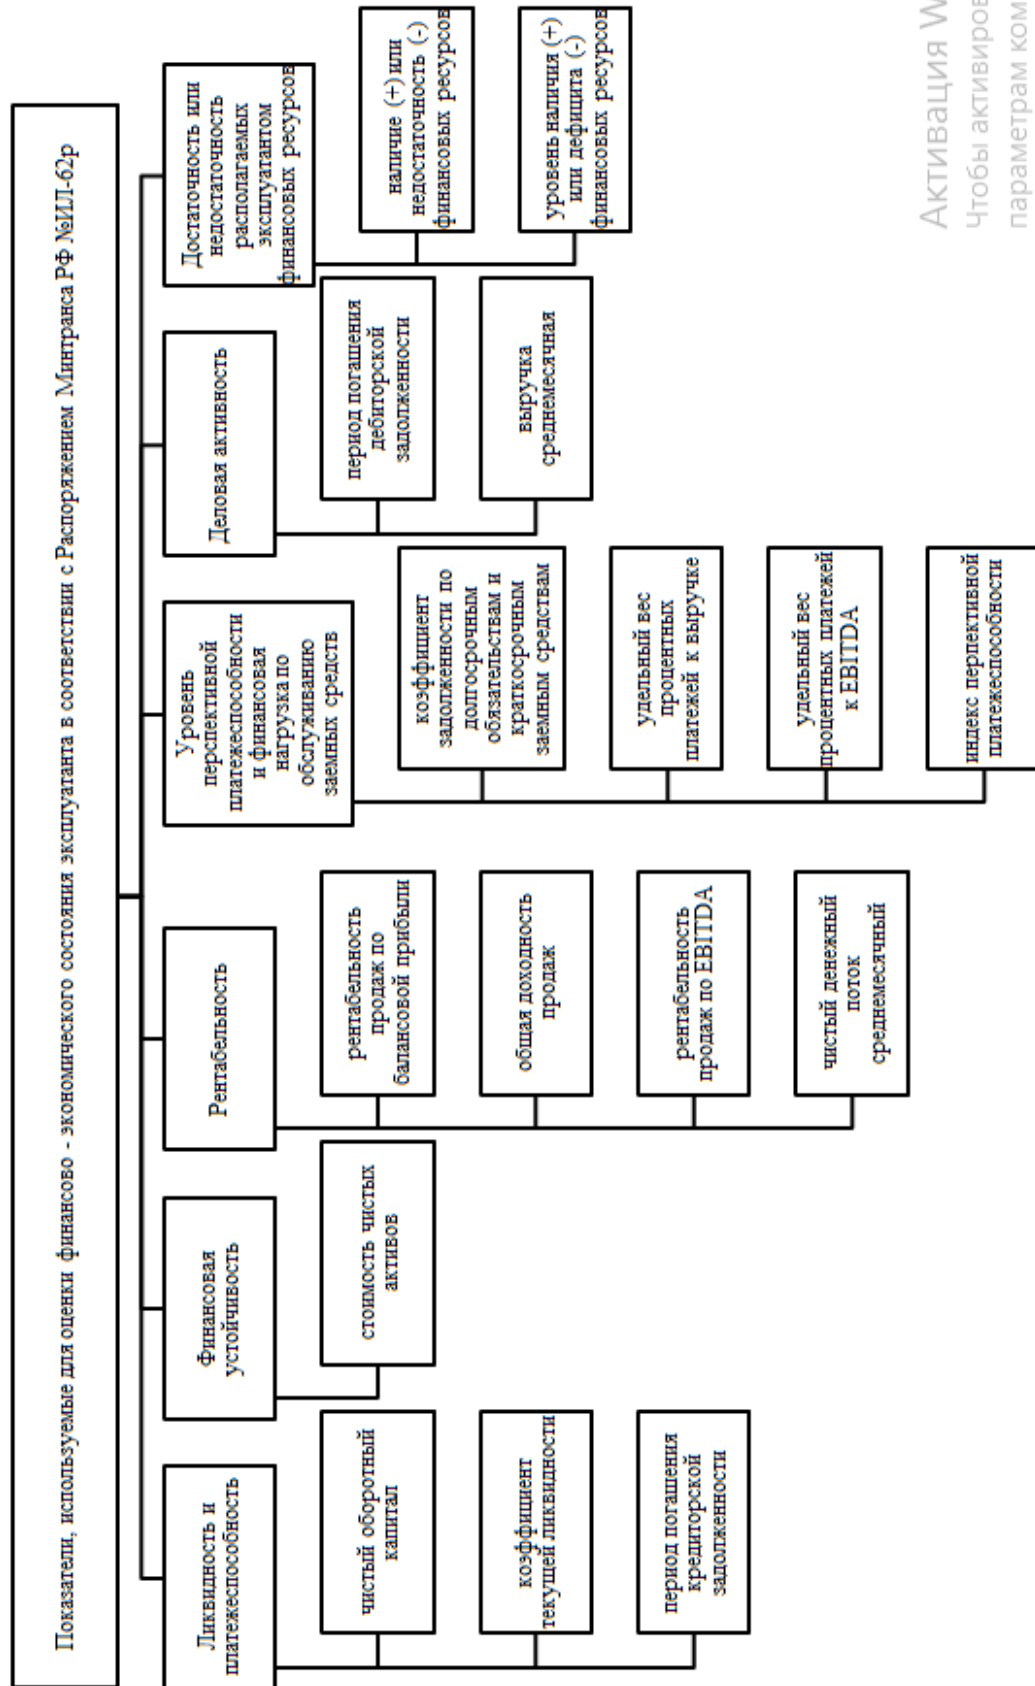 Показатели, используемые для оценки финансово - экономического состояния эксплуатанта в соответствии с Распоряжением Минтранса РФ №ИЛ-62р
Ликвидность и
платежеспособность
чистый оборотный
капитал
коэффициент
текущей ликвидности
период погашения
кредиторской
задолженности
Финансовая
устойчивость
стоимость чистых
активов
Рентабельность
рентабельность
продаж по
балансовой прибыли
общая доходность
продаж
рентабельность
продаж по EBITDA
чистый денежный
поток
среднемесячный
Уровень
перспективной
платежеспособности
и финансовая
нагрузка по
обслуживанию
заемных средств
коэффициент
задолженности по
долгосрочным
обязательствам и
краткосрочным
заемным средствам
удельный вес
процентных
платежей к выручке
удельный вес
процентных платежей
к EBITDA
индекс перпективной
платежеспособности
Деловая активность
период погашения
дебиторской
задолженности
выручка
среднемесячная
Достаточность или
недостаточность
располагаемых
эксплуатантом
финансовых ресурсов
наличие (+) или
недостаточность (-)
финансовых ресурсов
уровень наличия (+)
или дефицита (-)
финансовых ресурсов
Активация W
Чтобы активиров
параметрам ком